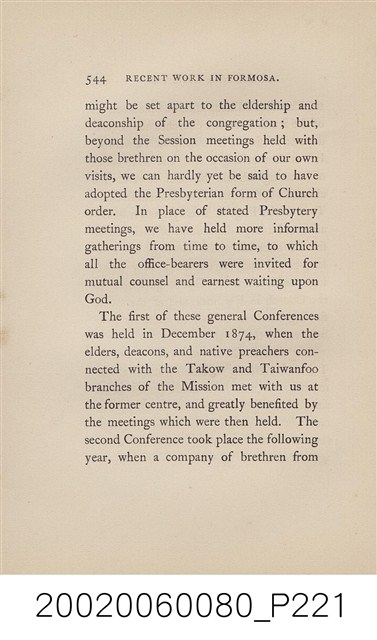 544 RECENT WORK IN FORMOSA.
might be set apart to the eldership and
deaconship of the congregation ; but,
beyond the Session meetings held with
those brethren on the occasion of our own
visits, we can hardly yet be said to have
adopted the Presbyterian form of Church
order. In place of stated Presbytery
meetings, we have held more informal
gatherings from time to time, to which
all the office-bearers were invited for
mutual counsel and earnest waiting upon
God.
The first of these general Conferences
was held in December 1874, when the
elders, deacons, and native preachers con-
nected with the Takow and Taiwanfoo
branches of the Mission met with us at
the former centre, and greatly benefited by
the meetings which were then held. The
second Conference took place the following
year, when a company of brethren from
20020060080_P221